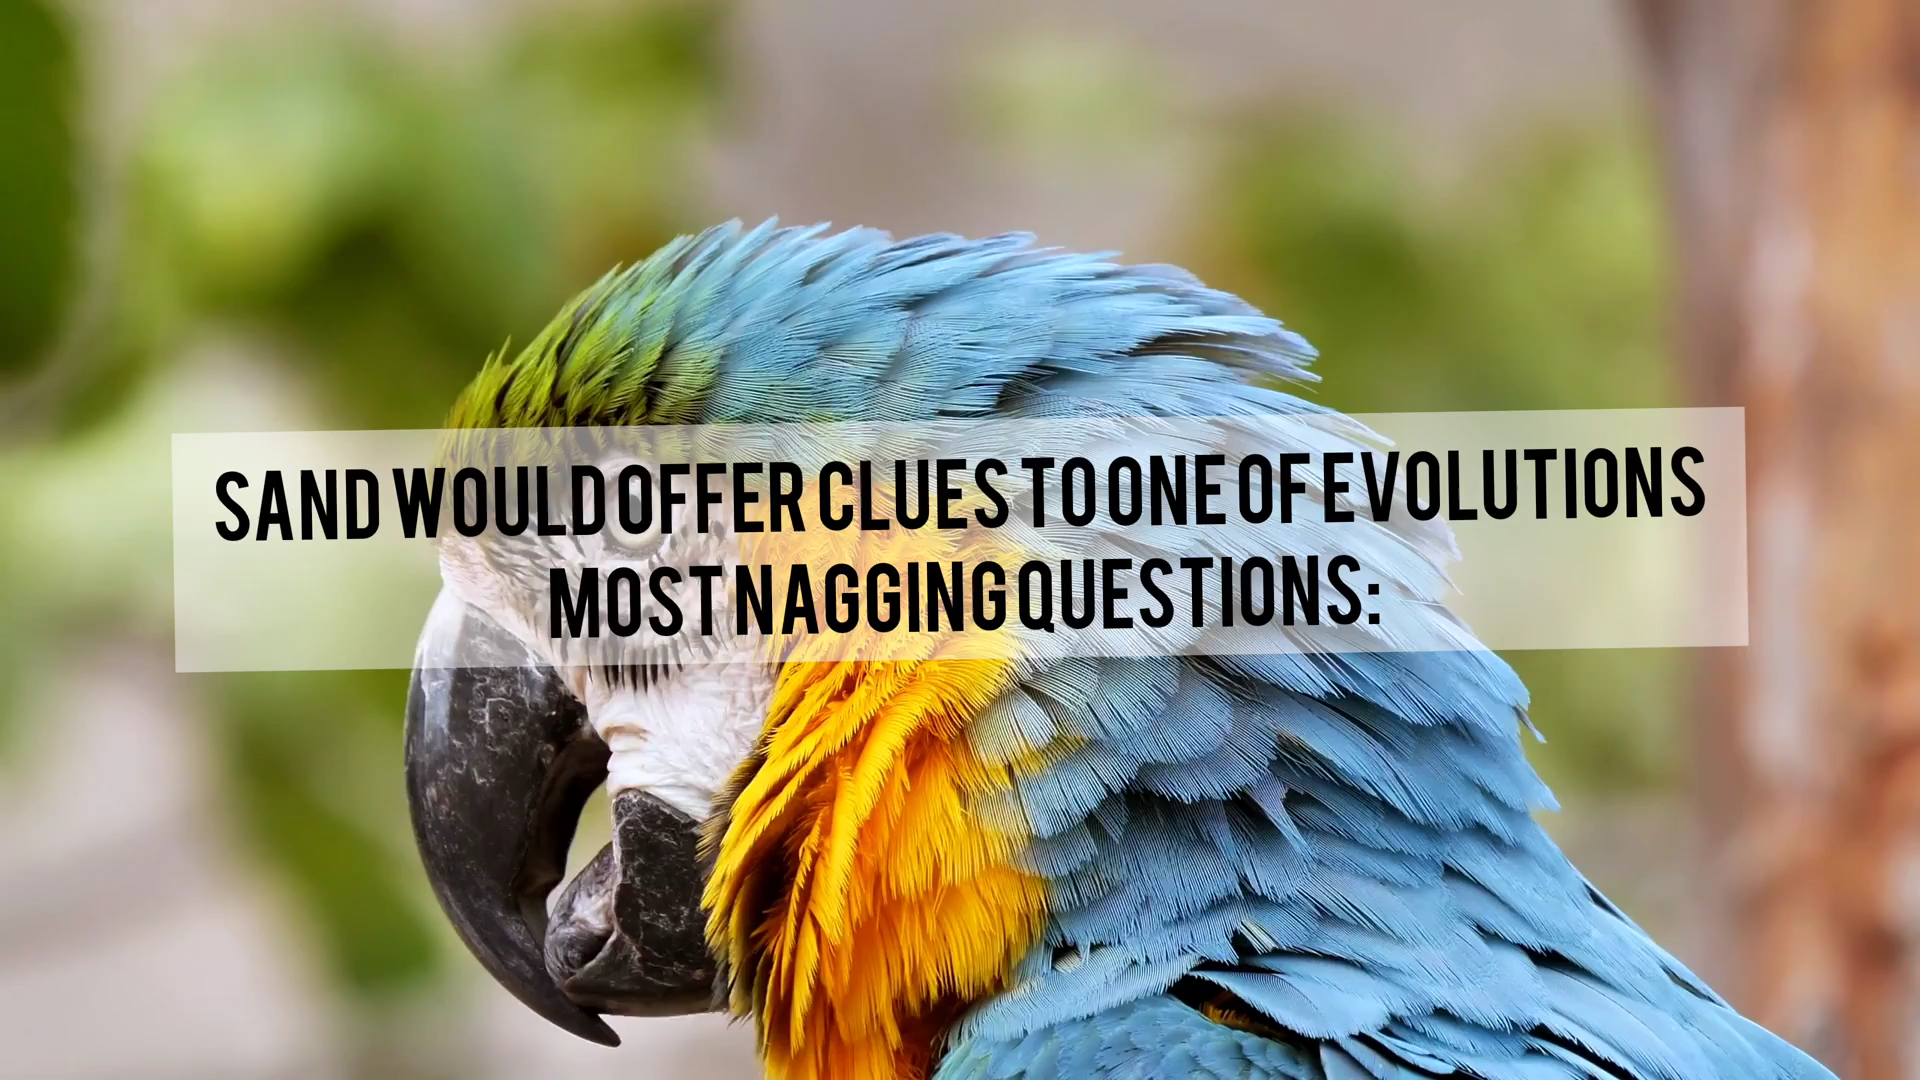 SAND WOULD OFFER CLUES TO ONE OF EVOLUTIONS
MOST NAGGING QUESTIONS: